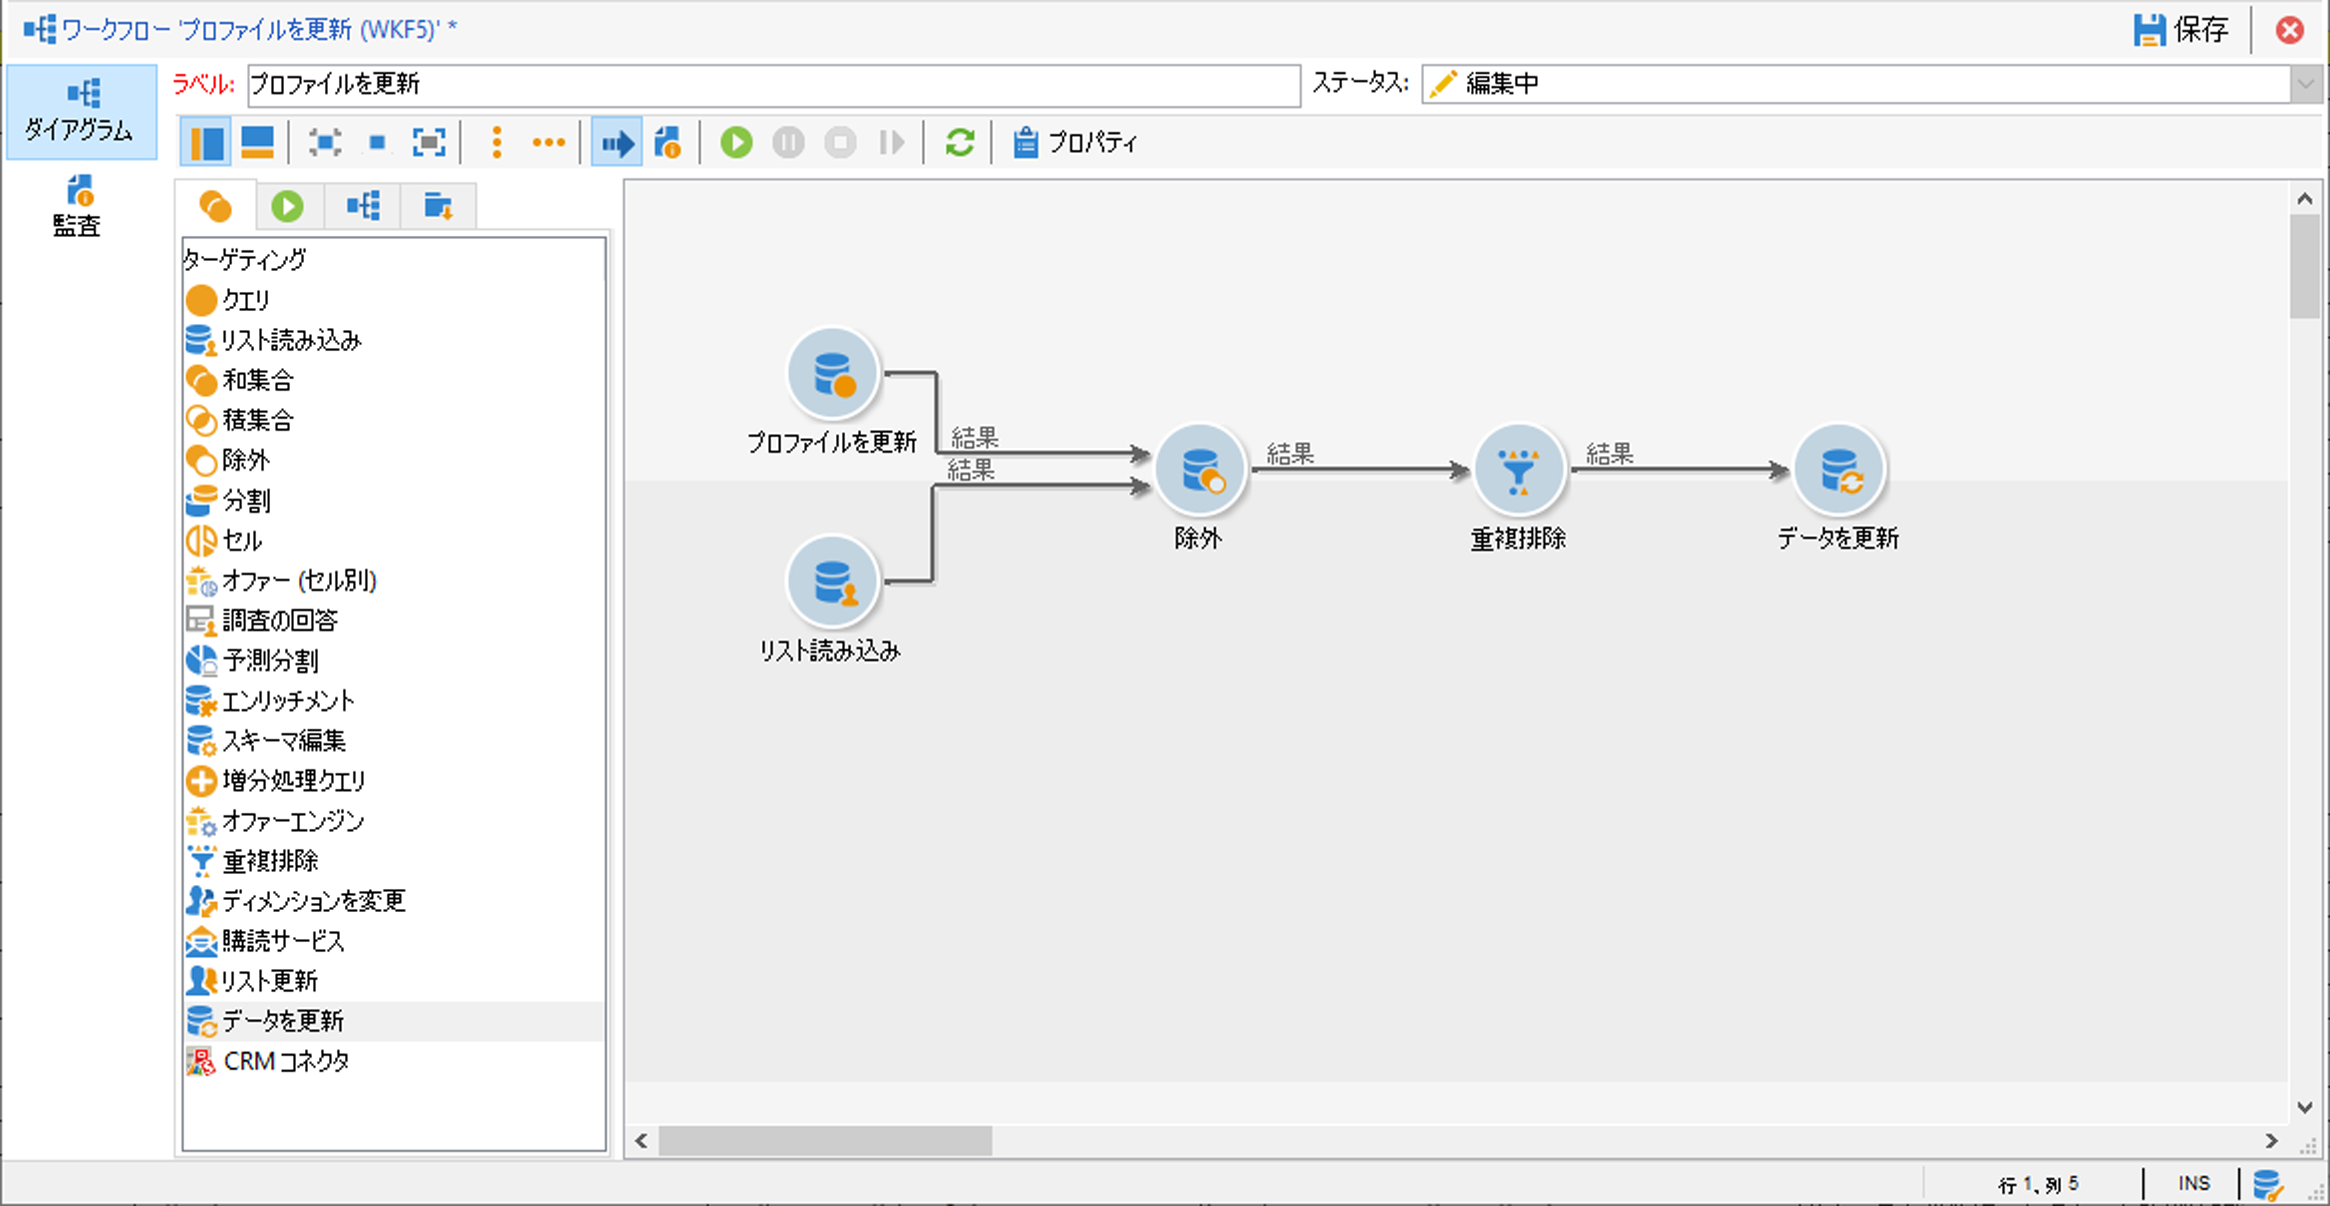 ワークフロー 'プロファイルを更新 (WKF5)' *
保存
ダイアグラム
監査
ラベル: プロファイルを更新
ステータス: 編集中
プロパティ
ターゲティング
クエリ
リスト読み込み
和集合
積集合
除外
分割
セル
オファー (セル別)
調査の回答
予測分割
エンリッチメント
スキーマ編集
増分処理クエリ
オファーエンジン
重複排除
ディメンションを変更
購読サービス
リスト更新
データを更新
CRM コネクタ
プロファイルを更新
結果
結果
リスト読み込み
除外
結果
重複排除
結果
データを更新
行 1、列 5
INS